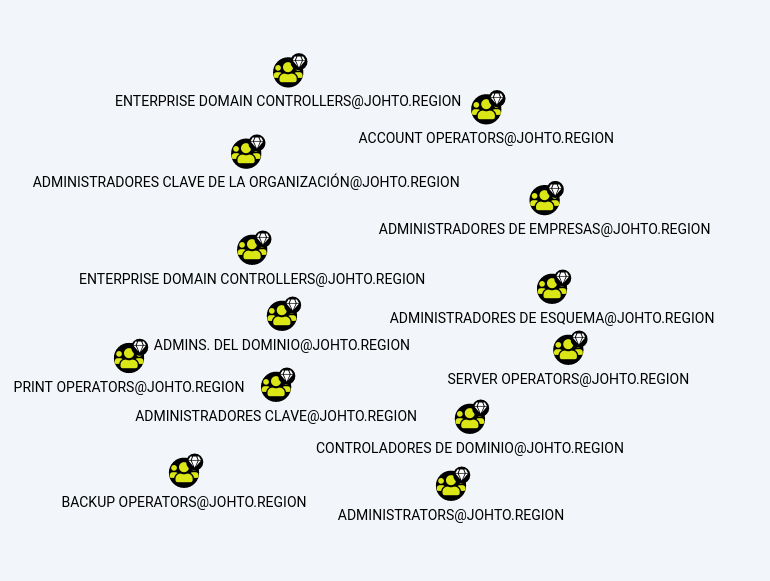 ENTERPRISE DOMAIN CONTROLLERS@JOHTO.REGION
ACCOUNT OPERATORS@JOHTO.REGION
ADMINISTRADORES CLAVE DE LA ORGANIZACIÓN@JOHTO.REGION
ADMINISTRADORES DE EMPRESAS@JOHTO.REGION
ENTERPRISE DOMAIN CONTROLLERS@JOHTO.REGION
ADMINISTRADORES DE ESQUEMA@JOHTO.REGION
ADMINS. DEL DOMINIO@JOHTO.REGION
SERVER OPERATORS@JOHTO.REGION
PRINT OPERATORS@JOHTO.REGION
ADMINISTRADORES CLAVE@JOHTO.REGION
CONTROLADORES DE DOMINIO@JOHTO.REGION
BACKUP OPERATORS@JOHTO.REGION
ADMINISTRATORS@JOHTO.REGION